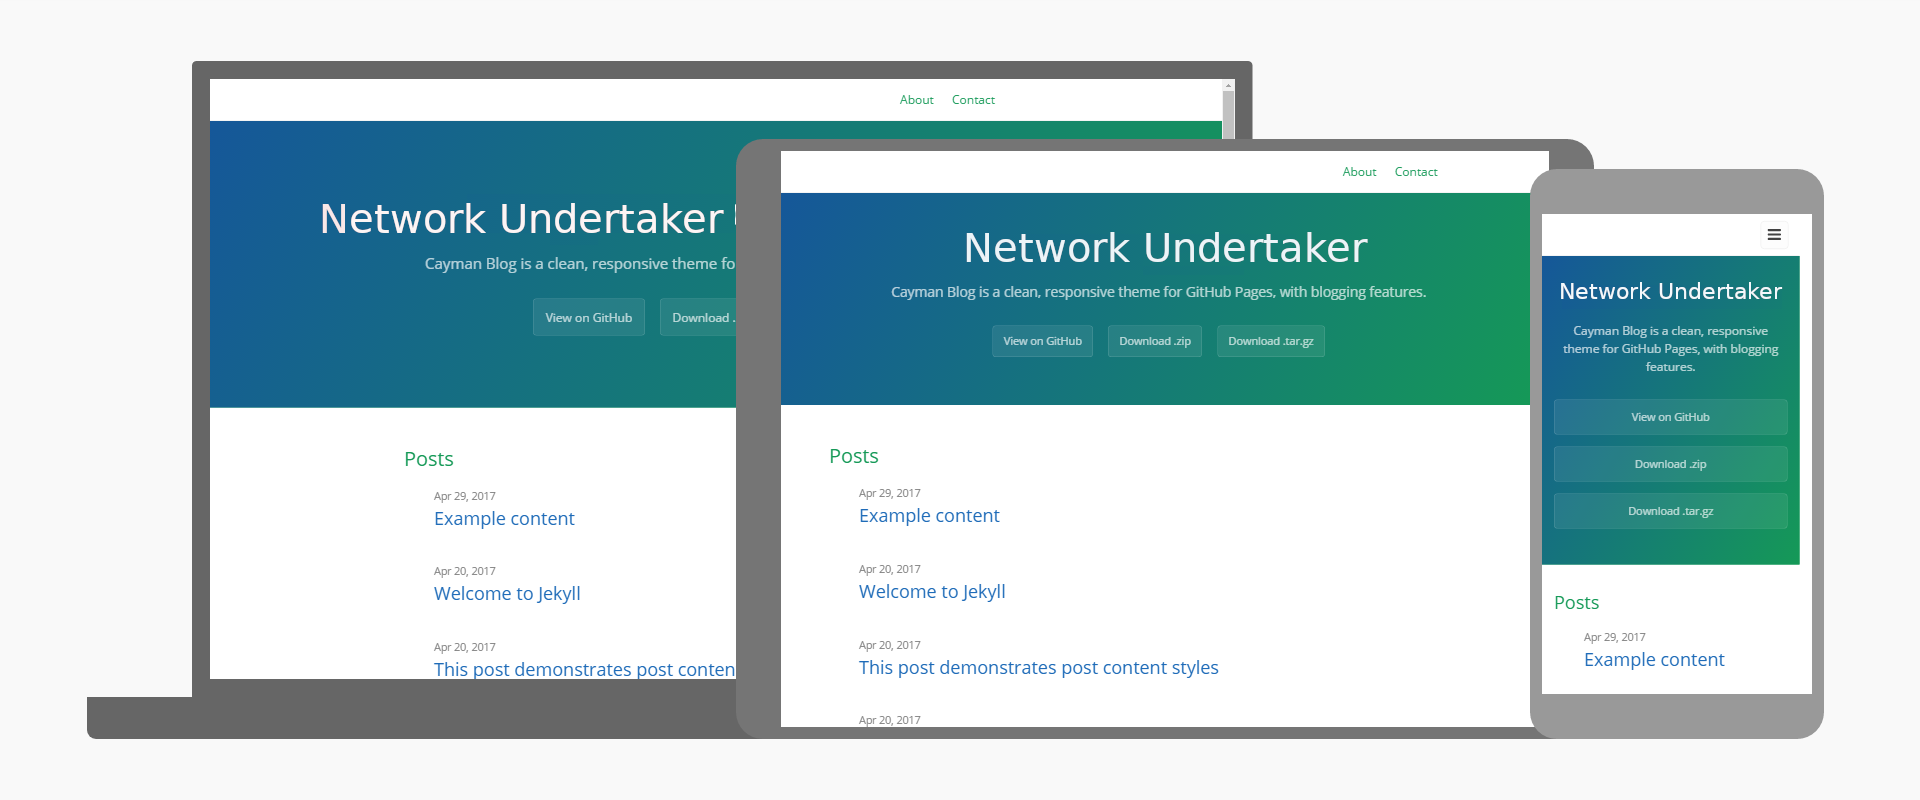 About Contact
Network Undertaker
Cayman Blog is a clean, responsive theme fo
View on GitHub
Download .
Posts
Apr 29, 2017
Example content
Apr 20, 2017
Welcome to Jekyll
Apr 20, 2017
This post demonstrates post conten
About Contact
Network Undertaker
Cayman Blog is a clean, responsive theme for GitHub Pages, with blogging features.
View on GitHub
Download .zip
Download .tar.gz
Posts
Apr 29, 2017
Example content
Apr 20, 2017
Welcome to Jekyll
Apr 20, 2017
This post demonstrates post content styles
Apr 20, 2017
Network Undertaker
Cayman Blog is a clean, responsive
theme for GitHub Pages, with blogging
features.
View on GitHub
Download .zip
Download .tar.gz
Posts
Apr 29, 2017
Example content